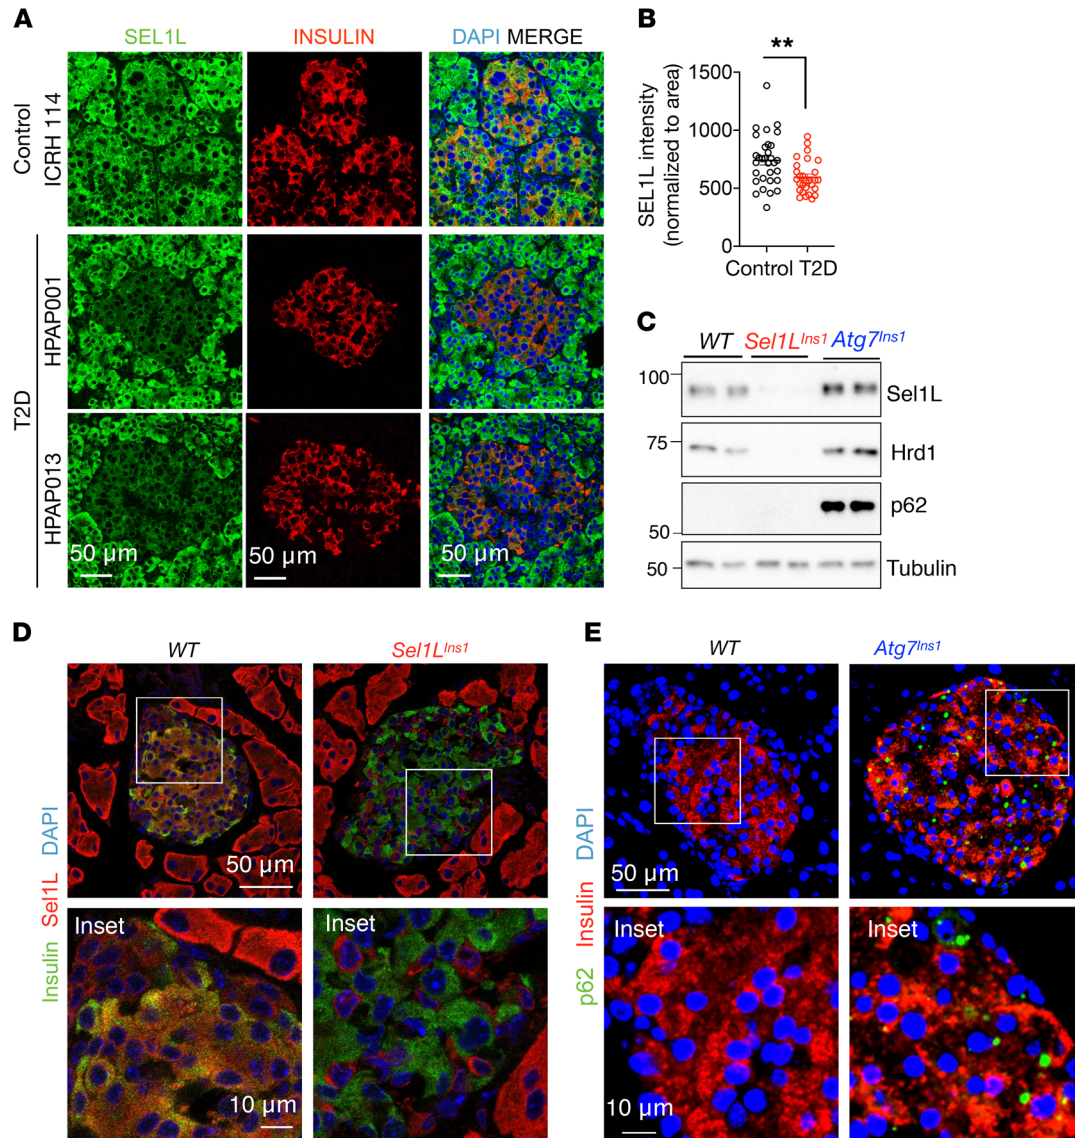 A
SEL1L
INSULIN
DAPI MERGE
Control
ICRH 114
T2D
HPAP001
HPAP013
50 μm
50 μm
50 μm
B
**
SEL1L intensity
(normalized to area)
1500
1000
500
0
Control T2D
C
WT
Sel1L^Ins1
Atg7^Ins1
100
Sel1L
75
Hrd1
p62
50
50
Tubulin
D
WT
Sel1L^Ins1
Insulin Sel1L DAPI
50 μm
Inset
Inset
10 μm
E
WT
Atg7^Ins1
p62 Insulin DAPI
50 μm
Inset
Inset
10 μm